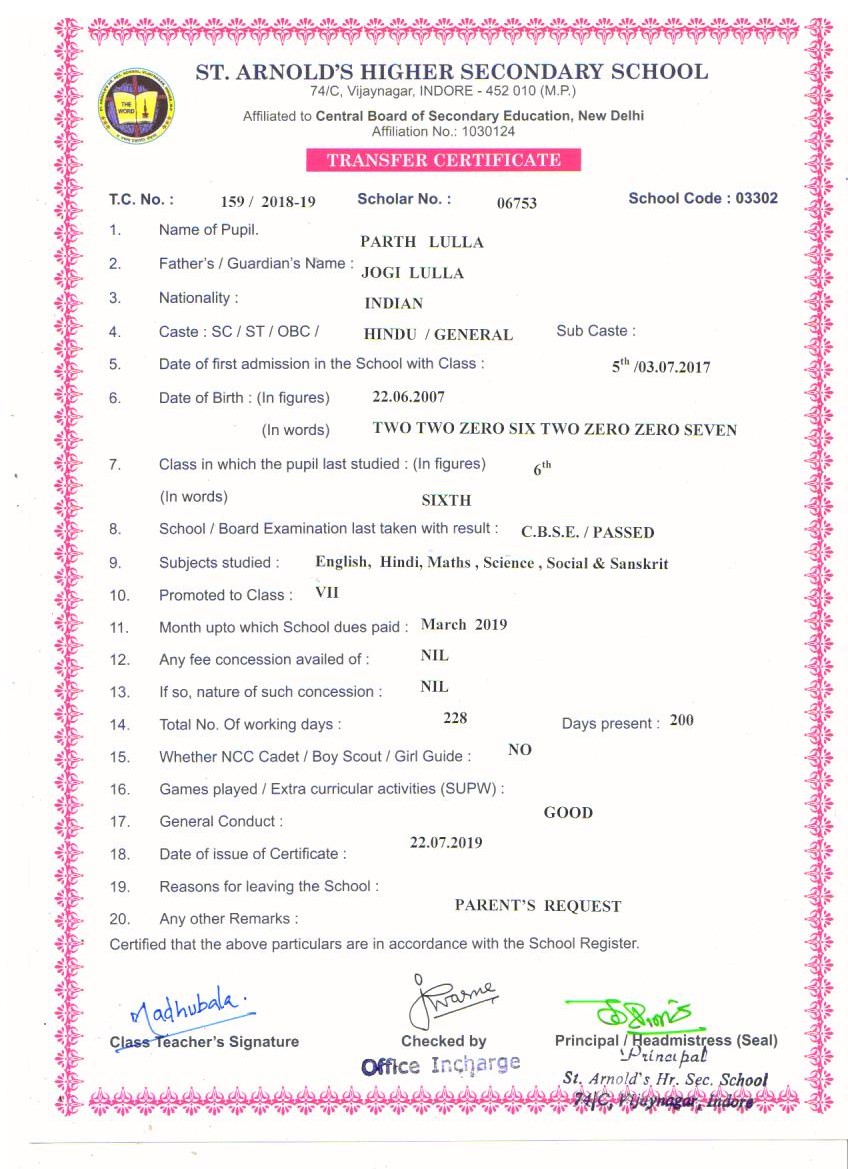 THE WORD
ST. ARNOLD'S HIGHER SECONDARY SCHOOL
74/C, Vijaynagar, INDORE - 452 010 (M.P.)
Affiliated to Central Board of Secondary Education, New Delhi
Affiliation No.: 1030124
TRANSFER CERTIFICATE
T.C. No. : 159 / 2018-19 Scholar No. : 06753 School Code : 03302
1. Name of Pupil. PARTH LULLA
2. Father's / Guardian's Name : JOGI LULLA
3. Nationality : INDIAN
4. Caste : SC / ST / OBC / HINDU / GENERAL Sub Caste :
5. Date of first admission in the School with Class : 5th /03.07.2017
6. Date of Birth : (In figures) 22.06.2007
(In words) TWO TWO ZERO SIX TWO ZERO ZERO SEVEN
7. Class in which the pupil last studied : (In figures) 6th
(In words) SIXTH
8. School / Board Examination last taken with result : C.B.S.E. / PASSED
9. Subjects studied : English, Hindi, Maths , Science , Social & Sanskrit
10. Promoted to Class : VII
11. Month upto which School dues paid : March 2019
12. Any fee concession availed of : NIL
13. If so, nature of such concession : NIL
14. Total No. Of working days : 228 Days present : 200
15. Whether NCC Cadet / Boy Scout / Girl Guide : NO
16. Games played / Extra curricular activities (SUPW) :
17. General Conduct : GOOD
18. Date of issue of Certificate : 22.07.2019
19. Reasons for leaving the School :
PARENT'S REQUEST
20. Any other Remarks :
Certified that the above particulars are in accordance with the School Register.
Madhubala.
Class Teacher's Signature Checked by Principal / Headmistress (Seal)
Office Incharge Principal
St. Arnold's Hr. Sec. School
74/C, Vijaynagar, Indore